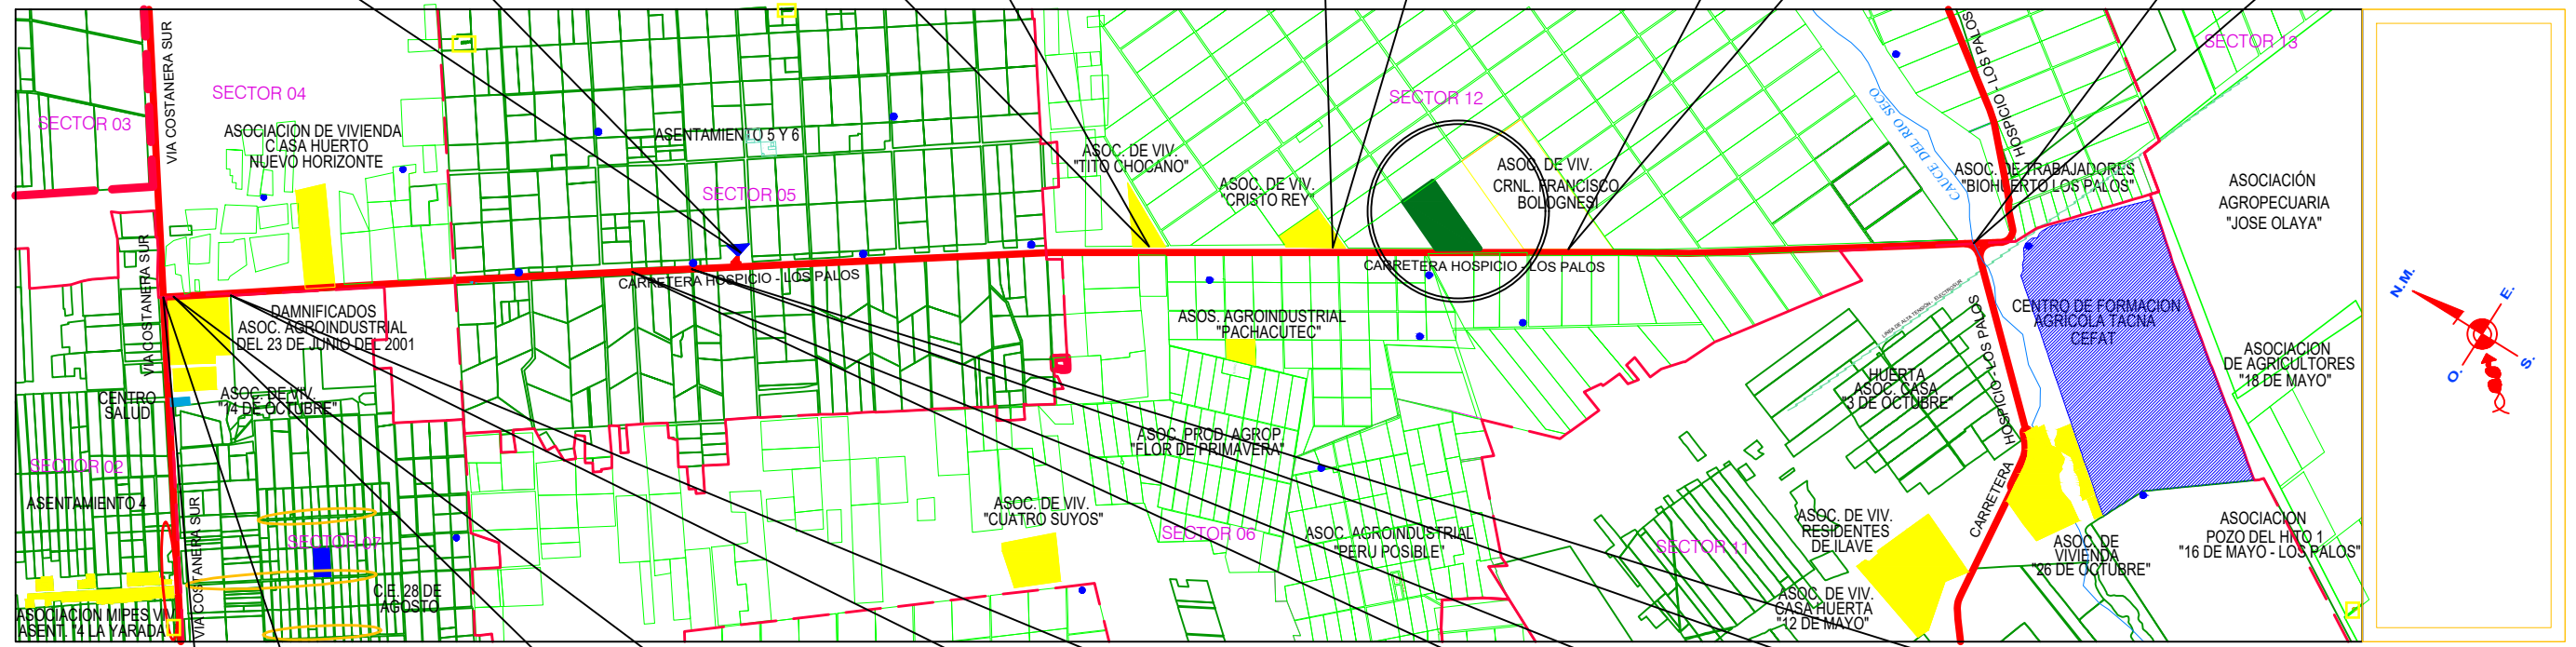 SECTOR 03
VIA COSTANERA SUR
SECTOR 04
ASOCIACION DE VIVIENDA
C ASA HUERTO
NUEVO HORIZONTE
ASENTAMIENTO 5 Y 6
SECTOR 05
ASOC. DE VIV.
"TITO CHOCANO"
ASOC. DE VIV.
"CRISTO REY"
SECTOR 12
ASOC. DE VIV.
CRNL. FRANCISCO
BOLOGNESI
CAUCE DEL RIO SECO
HOSPICIO - LOS PALOS
SECTOR 13
ASOC. DE TRABAJADORES
"BIOHUERTO LOS PALOS"
ASOCIACIÓN
AGROPECUARIA
"JOSE OLAYA"
VIA COSTANERA SUR
CARRETERA HOSPICIO - LOS PALOS
CARRETERA HOSPICIO - LOS PALOS
DAMNIFICADOS
ASOC. AGROINDUSTRIAL
DEL 23 DE JUNIO DEL 2001
ASOS. AGROINDUSTRIAL
"PACHACUTEC"
LINEA DE ALTA TENSIÓN - ELECTROSUR
CENTRO DE FORMACION
AGRICOLA TACNA
CEFAT
N.M.
E.
O.
S.
CENTRO
SALUD
ASOC. DE VIV.
"14 DE OCTUBRE"
HUERTA
ASOC. CASA
"3 DE OCTUBRE"
HOSPICIO - LOS PALOS
CARRETERA
ASOCIACION
DE AGRICULTORES
"18 DE MAYO"
ASOC. PROD. AGROP.
"FLOR DE PRIMAVERA"
SECTOR 02
ASENTAMIENTO 4
VIA COSTANERA SUR
SECTOR 07
C.E. 28 DE
AGOSTO
ASOC. DE VIV.
"CUATRO SUYOS"
SECTOR 06
ASOC. AGROINDUSTRIAL
"PERU POSIBLE"
SECTOR 11
ASOC. DE VIV.
RESIDENTES
DE ILAVE
ASOC. DE VIV.
CASA HUERTA
"12 DE MAYO"
ASOC. DE
VIVIENDA
"26 DE OCTUBRE"
ASOCIACION
POZO DEL HITO 1
"16 DE MAYO - LOS PALOS"
ASOCIACION MIPES VIV
ASENT. "4 LA YARADA